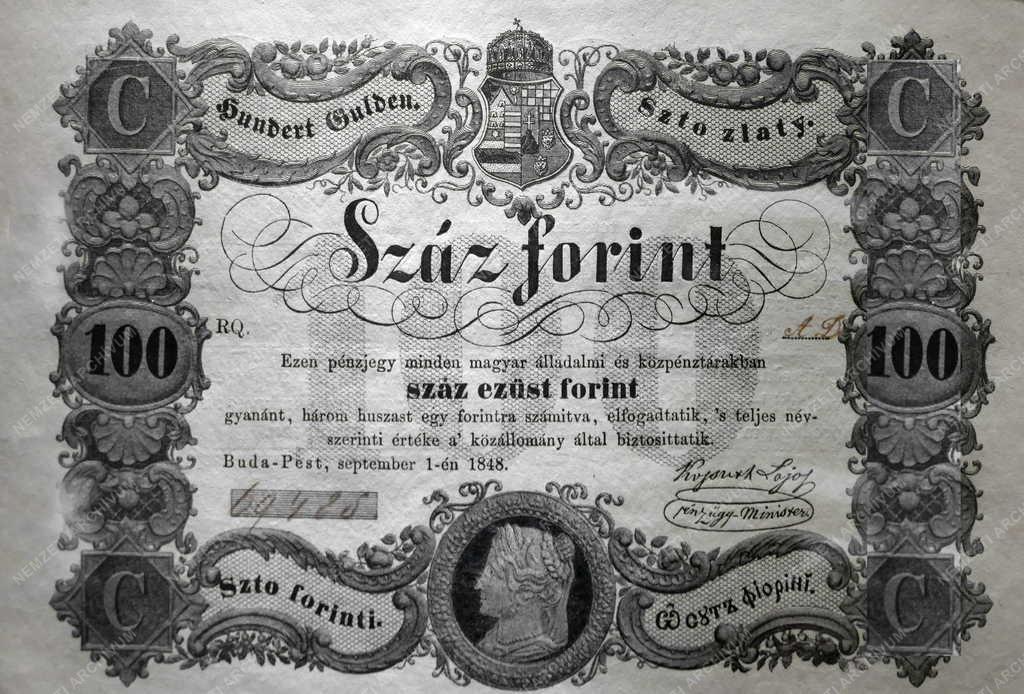 C
C
Hundert Gulden.
Szto zlaty.
Száz forint
100
100
RQ.
A. D
Ezen pénzjegy minden magyar álladalmi és közpénztárakban
száz ezüst forint
gyanánt, három huszast egy forintra számitva, elfogadtatik, 's teljes név-
szerinti értéke a' közállomány által biztosittatik.
Buda-Pest, september 1-én 1848.
Kossuth Lajos
pénzügy-Minister.
C
C
Szto forinti.